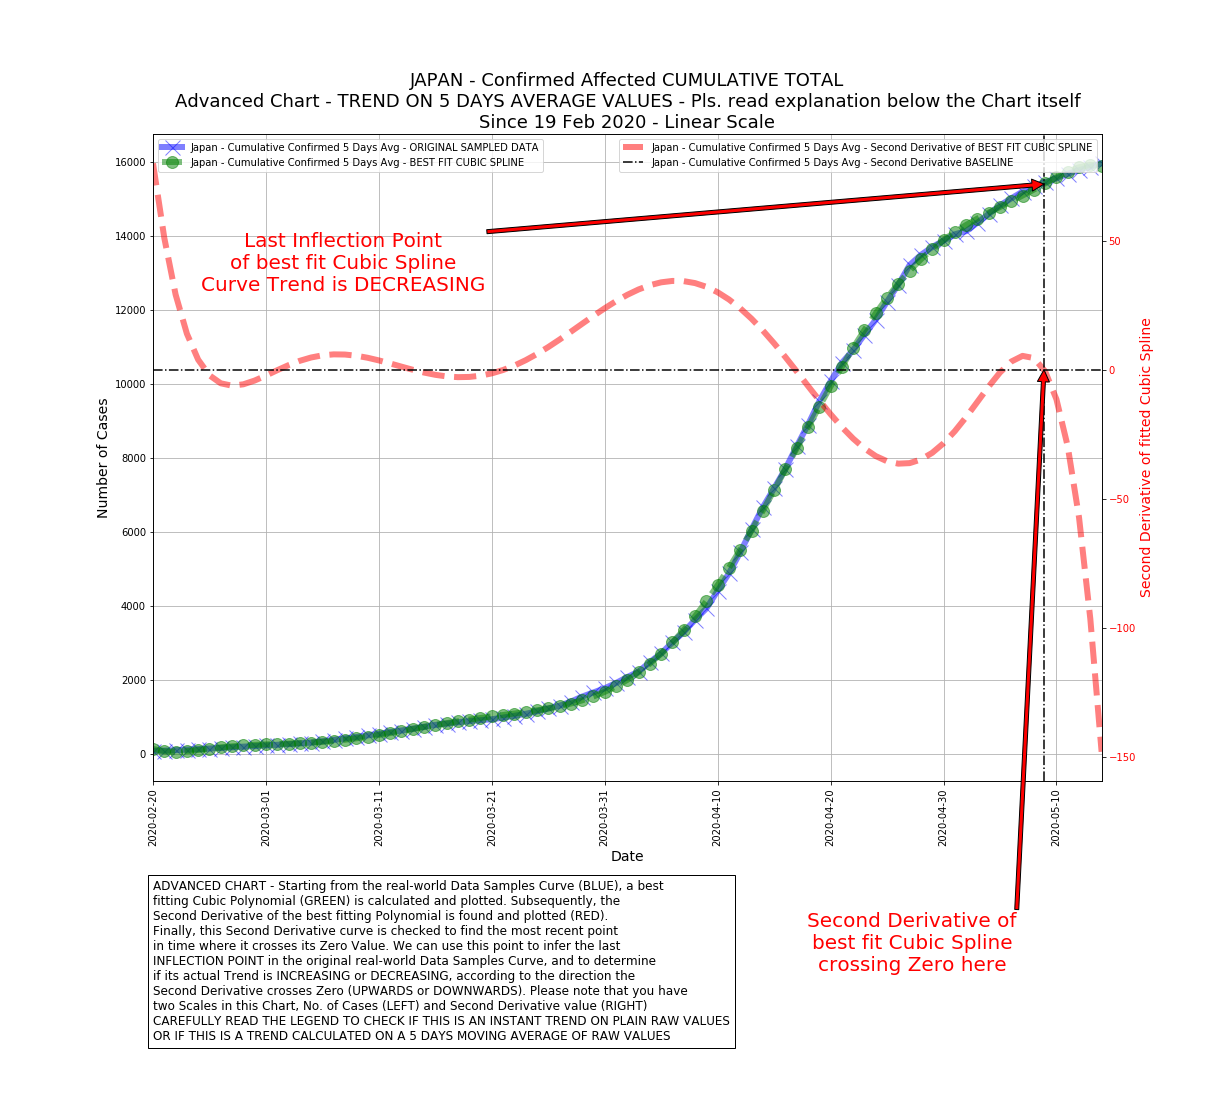 JAPAN - Confirmed Affected CUMULATIVE TOTAL
Advanced Chart - TREND ON 5 DAYS AVERAGE VALUES - Pls. read explanation below the Chart itself
Since 19 Feb 2020 - Linear Scale
Japan - Cumulative Confirmed 5 Days Avg - ORIGINAL SAMPLED DATA
Japan - Cumulative Confirmed 5 Days Avg - BEST FIT CUBIC SPLINE
Japan - Cumulative Confirmed 5 Days Avg - Second Derivative of BEST FIT CUBIC SPLINE
Japan - Cumulative Confirmed 5 Days Avg - Second Derivative BASELINE
Last Inflection Point
of best fit Cubic Spline
Curve Trend is DECREASING
Number of Cases
16000
14000
12000
10000
8000
6000
4000
2000
0
50
0
−50
−100
−150
Second Derivative of fitted Cubic Spline
2020-02-20
2020-03-01
2020-03-11
2020-03-21
2020-03-31
2020-04-10
2020-04-20
2020-04-30
2020-05-10
Date
ADVANCED CHART - Starting from the real-world Data Samples Curve (BLUE), a best
fitting Cubic Polynomial (GREEN) is calculated and plotted. Subsequently, the
Second Derivative of the best fitting Polynomial is found and plotted (RED).
Finally, this Second Derivative curve is checked to find the most recent point
in time where it crosses its Zero Value. We can use this point to infer the last
INFLECTION POINT in the original real-world Data Samples Curve, and to determine
if its actual Trend is INCREASING or DECREASING, according to the direction the
Second Derivative crosses Zero (UPWARDS or DOWNWARDS). Please note that you have
two Scales in this Chart, No. of Cases (LEFT) and Second Derivative value (RIGHT)
CAREFULLY READ THE LEGEND TO CHECK IF THIS IS AN INSTANT TREND ON PLAIN RAW VALUES
OR IF THIS IS A TREND CALCULATED ON A 5 DAYS MOVING AVERAGE OF RAW VALUES
Second Derivative of
best fit Cubic Spline
crossing Zero here